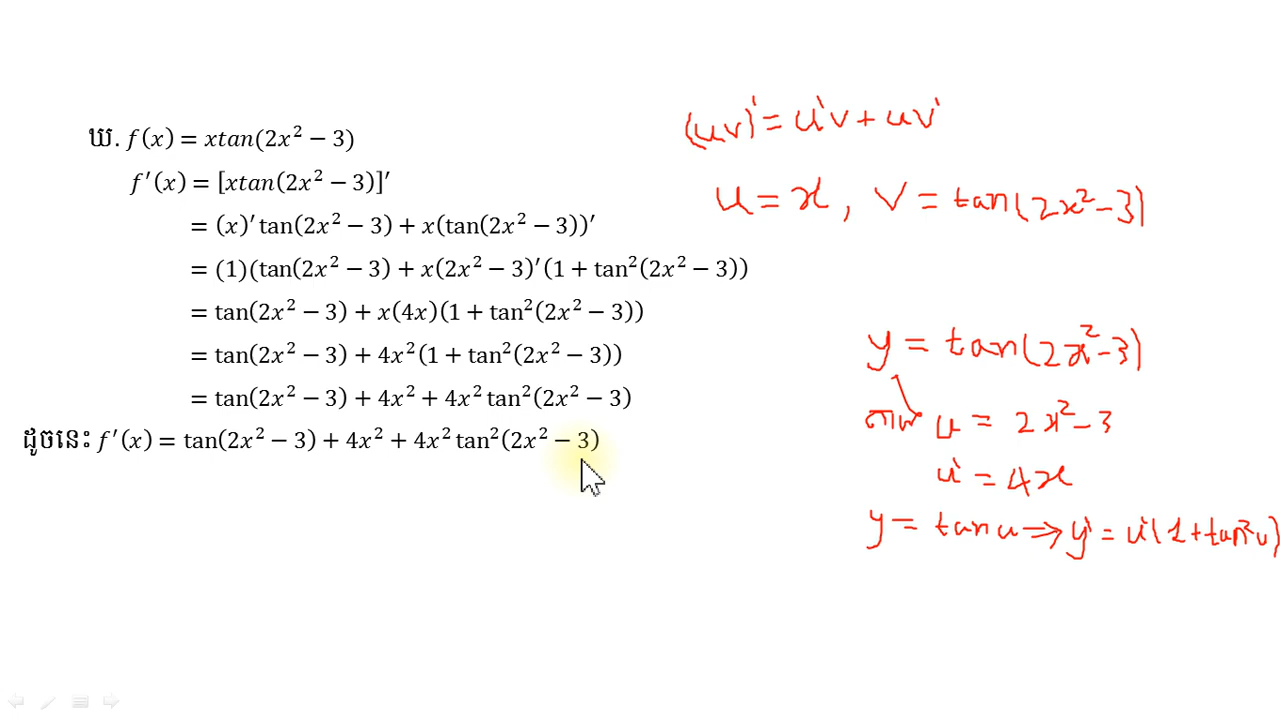 ឃ. f(x) = xtan(2x² − 3)
f′(x) = [xtan(2x² − 3)]′
= (x)′ tan(2x² − 3) + x(tan(2x² − 3))′
= (1)(tan(2x² − 3) + x(2x² − 3)′(1 + tan²(2x² − 3))
= tan(2x² − 3) + x(4x)(1 + tan²(2x² − 3))
= tan(2x² − 3) + 4x²(1 + tan²(2x² − 3))
= tan(2x² − 3) + 4x² + 4x² tan²(2x² − 3)
ដូចនេះ f′(x) = tan(2x² − 3) + 4x² + 4x² tan²(2x² − 3)
(uv)' = u'v + uv'
u = x , v = tan(2x²−3)
y = tan(2x²−3)
តាង u = 2x²−3
u' = 4x
y = tan u → y' = u'(1+tan²u)